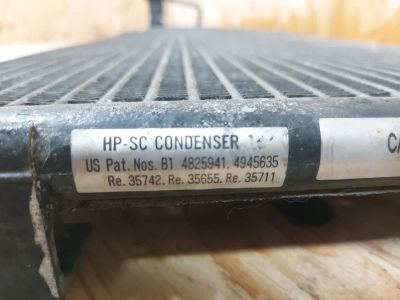 HP-SC CONDENSER
US Pat. Nos. B1 4825941, 4945635
Re. 35742, Re. 35655, Re. 35711